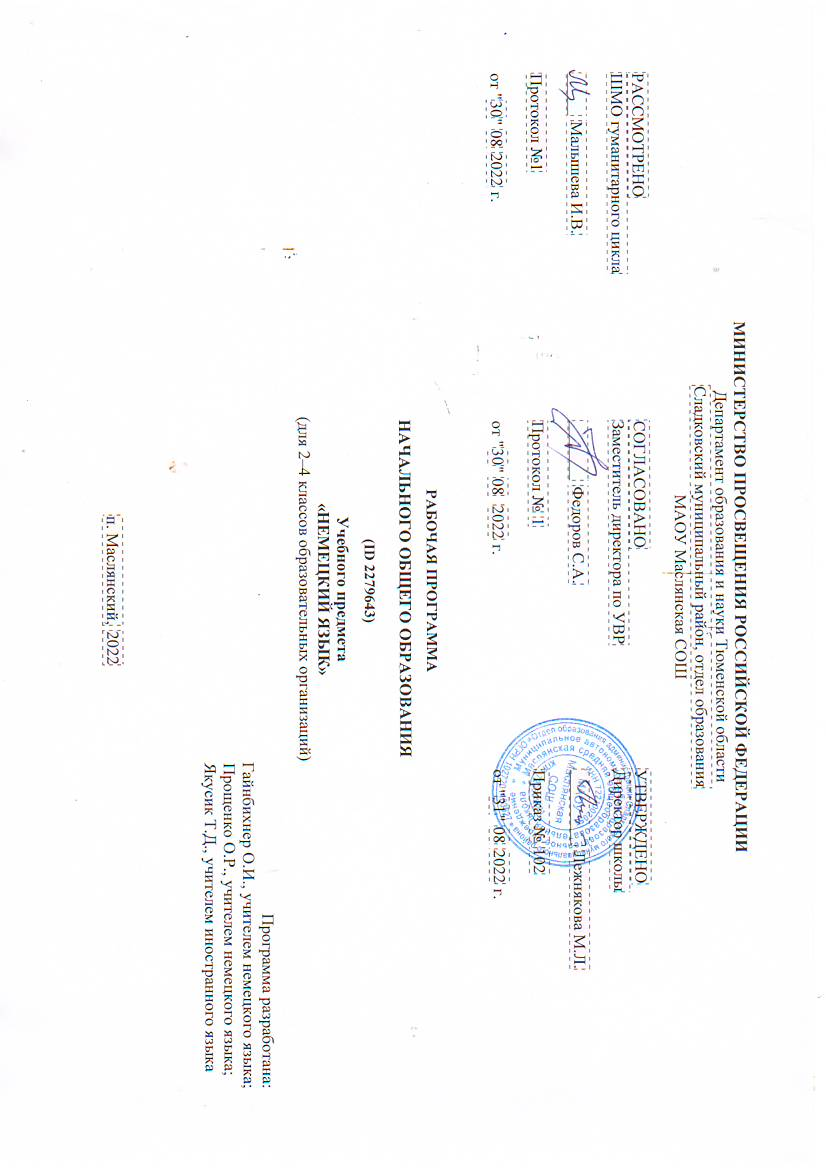 МИНИСТЕРСТВО ПРОСВЕЩЕНИЯ РОССИЙСКОЙ ФЕДЕРАЦИИ
Департамент образования и науки Тюменской области
Сладковский муниципальный район, отдел образования
МАОУ Маслянская СОШ
РАССМОТРЕНО
ШМО гуманитарного цикла
Малышева И.В.
Протокол №1
от "30" 08 2022 г.
СОГЛАСОВАНО
Заместитель директора по УВР
Федоров С.А.
Протокол № 1
от "30" 08 2022 г.
УТВЕРЖДЕНО
Директор школы
М.Л.
Приказ № 102
от "31" 08 2022 г.
РАБОЧАЯ ПРОГРАММА
НАЧАЛЬНОГО ОБЩЕГО ОБРАЗОВАНИЯ
(ID 2279643)
Учебного предмета
«НЕМЕЦКИЙ ЯЗЫК»
(для 2–4 классов образовательных организаций)
Программа разработана:
Гайнбихнер О.И., учителем немецкого языка;
Прощенко О.Р., учителем немецкого языка;
Якусик Т.Д., учителем иностранного языка
п. Маслянский, 2022